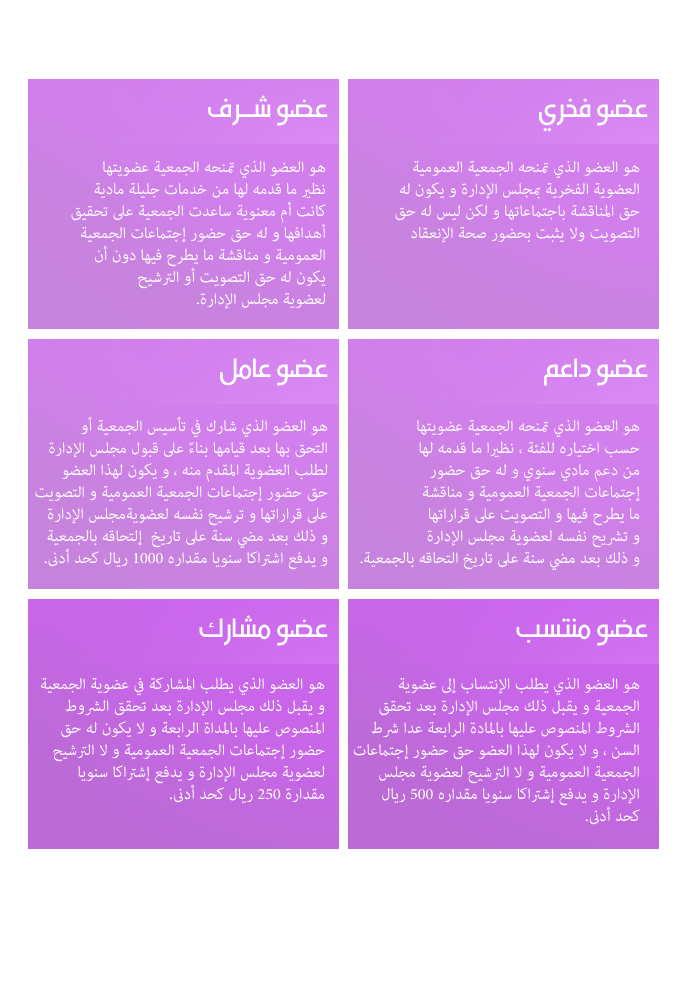 عضو فخري
هو العضو الذي تمنحه الجمعية العمومية
العضوية الفخرية بمجلس الإدارة و يكون له
حق المناقشة باجتماعاتها و لكن ليس له حق
التصويت ولا يثبت بحضور صحة الإنعقاد
عضو شـــرف
هو العضو الذي تمنحه الجمعية عضويتها
نظير ما قدمه لها من خدمات جليلة مادية
كانت أم معنوية ساعدت الجمعية على تحقيق
أهدافها و له حق حضور إجتماعات الجمعية
العمومية و مناقشة ما يطرح فيها دون أن
يكون له حق التصويت أو الترشيح
لعضوية مجلس الإدارة.
عضو داعم
هو العضو الذي تمنحه الجمعية عضويتها
حسب اختياره للفئة ، نظيرا ما قدمه لها
من دعم مادي سنوي و له حق حضور
إجتماعات الجمعية العمومية و مناقشة
ما يطرح فيها و التصويت على قراراتها
و تشريح نفسه لعضوية مجلس الإدارة
و ذلك بعد مضي سنة على تاريخ التحاقه بالجمعية.
عضو عامل
هو العضو الذي شارك في تأسيس الجمعية أو
التحق بها بعد قيامها بناءً على قبول مجلس الإدارة
لطلب العضوية المقدم منه ، و يكون لهذا العضو
حق حضور إجتماعات الجمعية العمومية و التصويت
على قراراتها و ترشيح نفسه لعضويةمجلس الإدارة
و ذلك بعد مضي سنة على تاريخ إلتحاقه بالجمعية
و يدفع اشتراكا سنويا مقداره 1000 ريال كحد أدنى.
عضو منتسب
هو العضو الذي يطلب الإنتساب إلى عضوية
الجمعية و يقبل ذلك مجلس الإدارة بعد تحقق
الشروط المنصوص عليها بالمادة الرابعة عدا شرط
السن ، و لا يكون لهذا العضو حق حضور إجتماعات
الجمعية العمومية و لا الترشيح لعضوية مجلس
الإدارة و يدفع إشتراكا سنويا مقداره 500 ريال
كحد أدنى.
عضو مشارك
هو العضو الذي يطلب المشاركة في عضوية الجمعية
و يقبل ذلك مجلس الإدارة بعد تحقق الشروط
المنصوص عليها بالمداة الرابعة و لا يكون له حق
حضور إجتماعات الجمعية العمومية و لا الترشيح
لعضوية مجلس الإدارة و يدفع إشتراكا سنويا
مقدارة 250 ريال كحد أدنى.